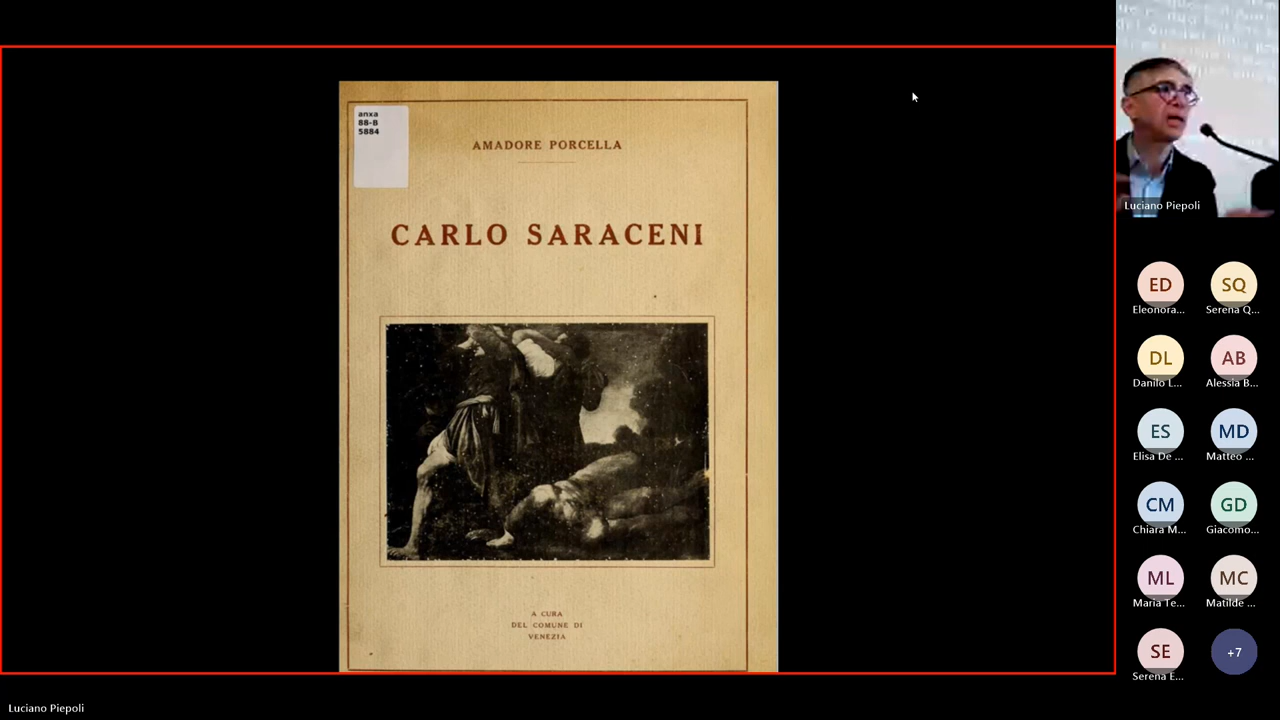 anxa
88-B
5884
AMADORE PORCELLA
CARLO SARACENI
A CURA
DEL COMUNE DI
VENEZIA
Luciano Piepoli
ED
SQ
Eleonora...
Serena Q...
DL
AB
Danilo L...
Alessia B...
ES
MD
Elisa De ...
Matteo ...
CM
GD
Chiara M...
Giacomo...
ML
MC
Maria Te...
Matilde ...
SE
+7
Serena E...
Luciano Piepoli